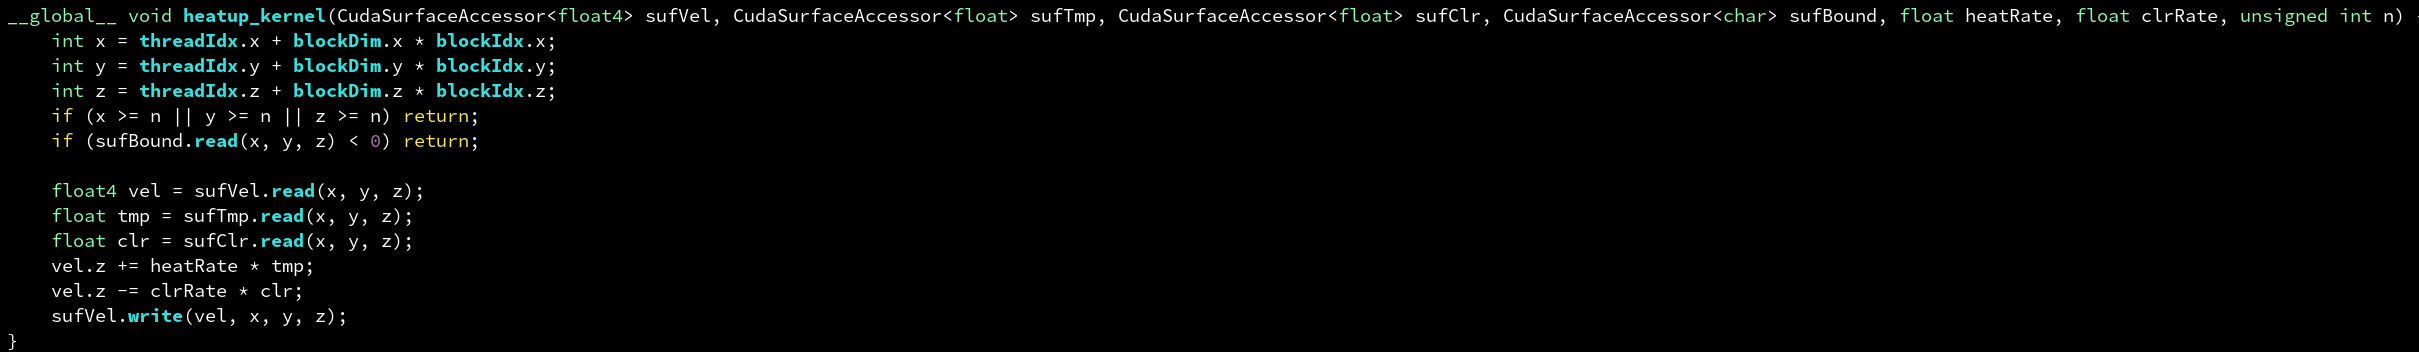 __global__ void heatup_kernel(CudaSurfaceAccessor<float4> sufVel, CudaSurfaceAccessor<float> sufTmp, CudaSurfaceAccessor<float> sufClr, CudaSurfaceAccessor<char> sufBound, float heatRate, float clrRate, unsigned int n)
    int x = threadIdx.x + blockDim.x * blockIdx.x;
    int y = threadIdx.y + blockDim.y * blockIdx.y;
    int z = threadIdx.z + blockDim.z * blockIdx.z;
    if (x >= n || y >= n || z >= n) return;
    if (sufBound.read(x, y, z) < 0) return;

    float4 vel = sufVel.read(x, y, z);
    float tmp = sufTmp.read(x, y, z);
    float clr = sufClr.read(x, y, z);
    vel.z += heatRate * tmp;
    vel.z -= clrRate * clr;
    sufVel.write(vel, x, y, z);
}